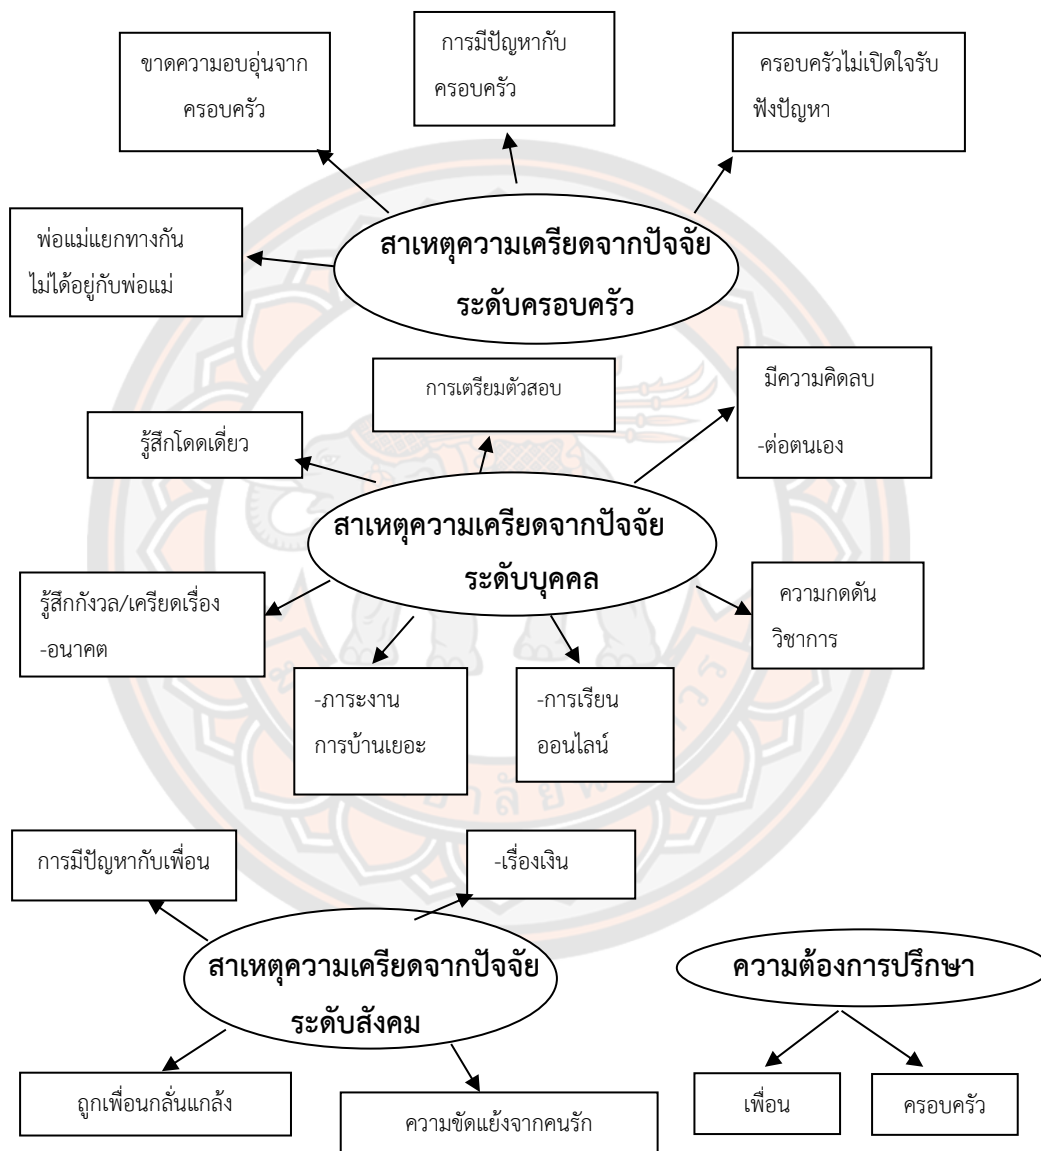 ขาดความอบอุ่นจาก
ครอบครัว
การมีปัญหากับ
ครอบครัว
ครอบครัวไม่เปิดใจรับ
ฟังปัญหา
พ่อแม่แยกทางกัน
ไม่ได้อยู่กับพ่อแม่
สาเหตุความเครียดจากปัจจัย
ระดับครอบครัว
การเตรียมตัวสอบ
มีความคิดลบ
-ต่อตนเอง
รู้สึกโดดเดี่ยว
สาเหตุความเครียดจากปัจจัย
ระดับบุคคล
รู้สึกกังวล/เครียดเรื่อง
-อนาคต
ความกดดัน
วิชาการ
-ภาระงาน
การบ้านเยอะ
-การเรียน
ออนไลน์
การมีปัญหากับเพื่อน
-เรื่องเงิน
สาเหตุความเครียดจากปัจจัย
ระดับสังคม
ความต้องการปรึกษา
ถูกเพื่อนกลั่นแกล้ง
ความขัดแย้งจากคนรัก
เพื่อน
ครอบครัว